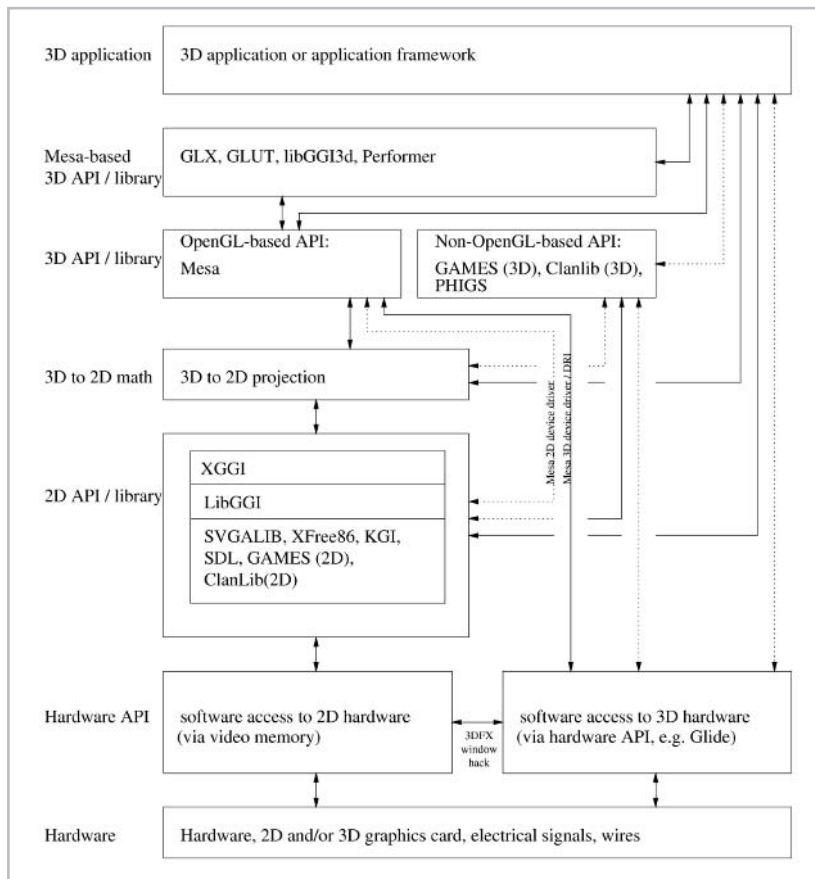 3D application
3D application or application framework
Mesa-based
3D API / library
GLX, GLUT, libGGI3d, Performer
3D API / library
OpenGL-based API:
Mesa
Non-OpenGL-based API:
GAMES (3D), Clanlib (3D),
PHIGS
3D to 2D math
3D to 2D projection
Mesa 2D device driver
Mesa 3D device driver / DRI
2D API / library
XGGI
LibGGI
SVGALIB, XFree86, KGI,
SDL, GAMES (2D),
ClanLib(2D)
Hardware API
software access to 2D hardware
(via video memory)
3DFX
window
hack
software access to 3D hardware
(via hardware API, e.g. Glide)
Hardware
Hardware, 2D and/or 3D graphics card, electrical signals, wires